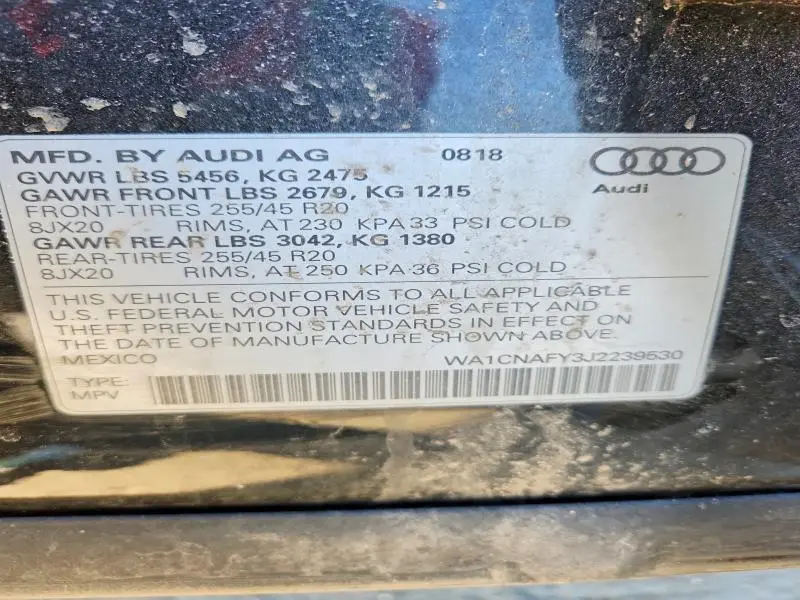 MFD. BY AUDI AG 0818
GVWR LBS 5456, KG 2475
GAWR FRONT LBS 2679, KG 1215
FRONT-TIRES 255/45 R20
8JX20 RIMS, AT 230 KPA 33 PSI COLD
GAWR REAR LBS 3042, KG 1380
REAR-TIRES 255/45 R20
8JX20 RIMS, AT 250 KPA 36 PSI COLD
Audi
THIS VEHICLE CONFORMS TO ALL APPLICABLE
U.S. FEDERAL MOTOR VEHICLE SAFETY AND
THEFT PREVENTION STANDARDS IN EFFECT ON
THE DATE OF MANUFACTURE SHOWN ABOVE.
MEXICO WA1CNAFY3J2239530
TYPE:
MPV